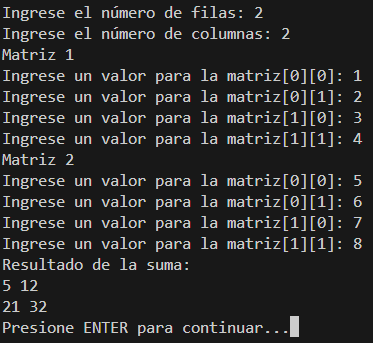 Ingrese el número de filas: 2
Ingrese el número de columnas: 2
Matriz 1
Ingrese un valor para la matriz[0][0]: 1
Ingrese un valor para la matriz[0][1]: 2
Ingrese un valor para la matriz[1][0]: 3
Ingrese un valor para la matriz[1][1]: 4
Matriz 2
Ingrese un valor para la matriz[0][0]: 5
Ingrese un valor para la matriz[0][1]: 6
Ingrese un valor para la matriz[1][0]: 7
Ingrese un valor para la matriz[1][1]: 8
Resultado de la suma:
5 12
21 32
Presione ENTER para continuar...